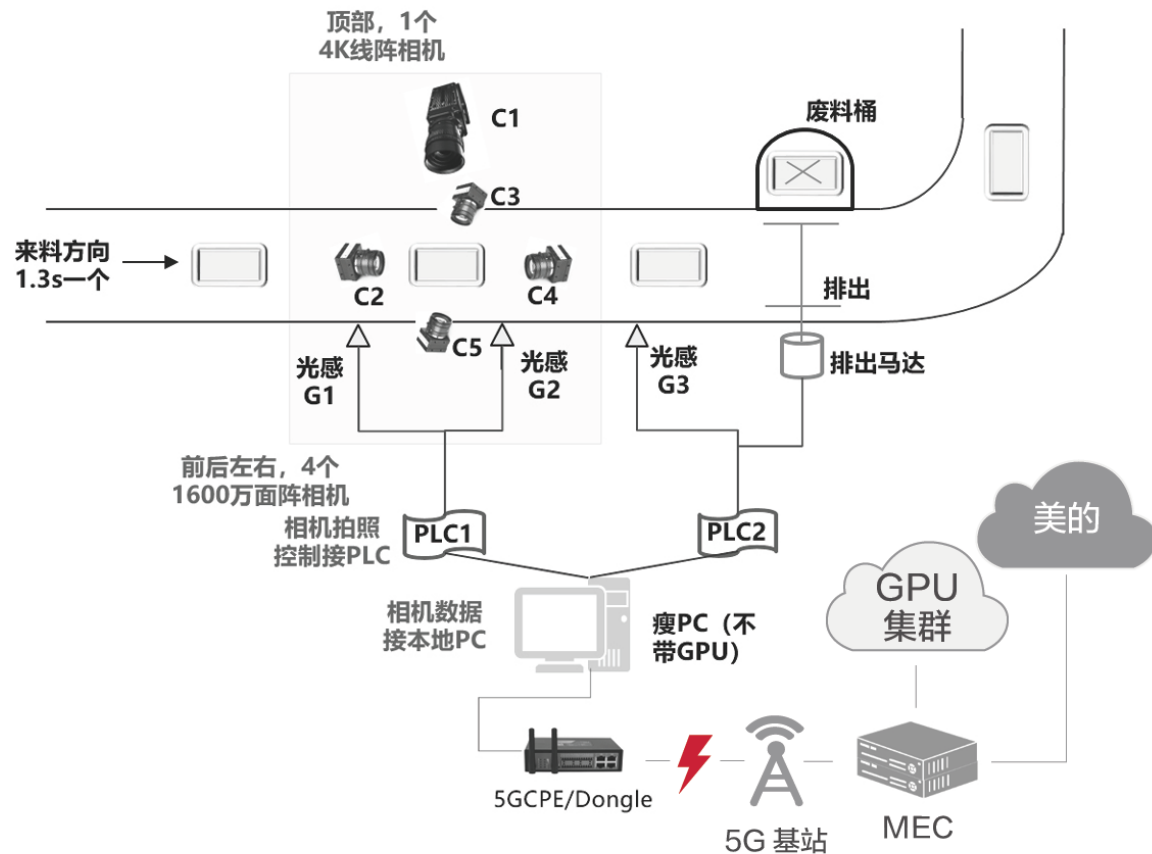 顶部，1个
4K线阵相机
C1
废料桶
C3
来料方向
1.3s一个
C2
C4
排出
C5
光感
G1
光感
G2
光感
G3
排出马达
前后左右，4个
1600万面阵相机
相机拍照
控制接PLC
PLC1
PLC2
美的
GPU
集群
相机数据
接本地PC
瘦PC（不
带GPU）
5GCPE/Dongle
5G 基站
MEC